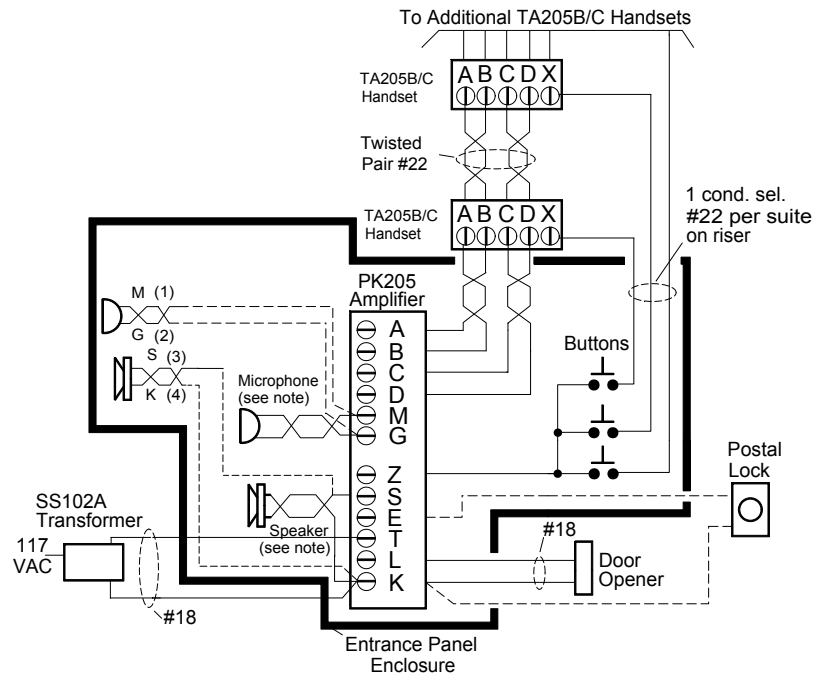 To Additional TA205B/C Handsets
TA205B/C
Handset
A B C D X
Twisted
Pair #22
TA205B/C
Handset
A B C D X
1 cond. sel.
#22 per suite
on riser
PK205
Amplifier
M (1)
G (2)
S (3)
K (4)
Microphone
(see note)
A
B
C
D
M
G
Z
S
E
T
L
K
Buttons
Postal
Lock
SS102A
Transformer
117
VAC
Speaker
(see note)
#18
Door
Opener
#18
Entrance Panel
Enclosure